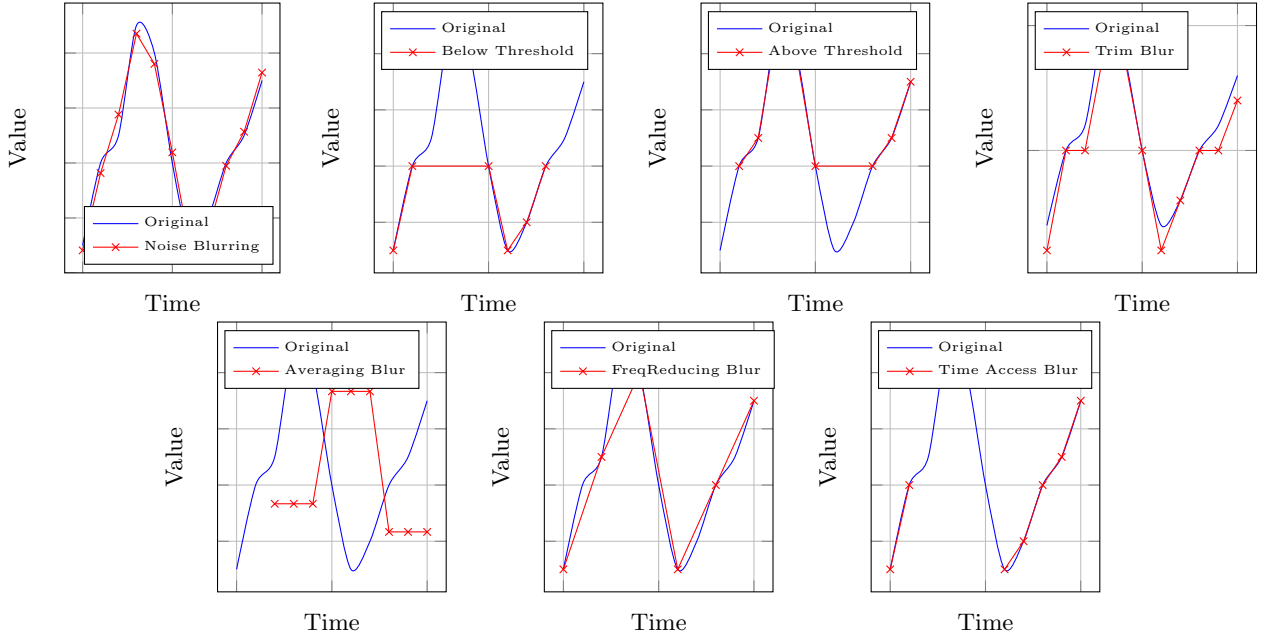 Value
Original
Noise Blurring
Time
Value
Original
Below Threshold
Time
Value
Original
Above Threshold
Time
Value
Original
Trim Blur
Time
Value
Original
Averaging Blur
Time
Value
Original
FreqReducing Blur
Time
Value
Original
Time Access Blur
Time